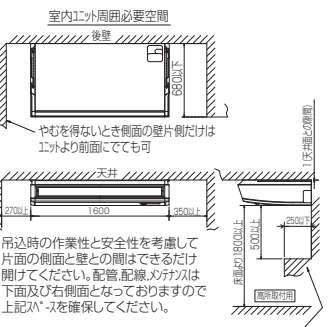 室内ユニット周囲必要空間
後壁
680以下
やむを得ないとき側面の壁片側だけは
ユニットより前面にでても可
天井
270以上
1600
350以上
1(天井面との隙間)
250以下
500以上
床面より1800以上
高所取付用
吊込時の作業性と安全性を考慮して
片面の側面と壁との間はできるだけ
開けてください。配管,配線,メンテナンスは
下面及び右側面となっておりますので
上記スペースを確保してください。